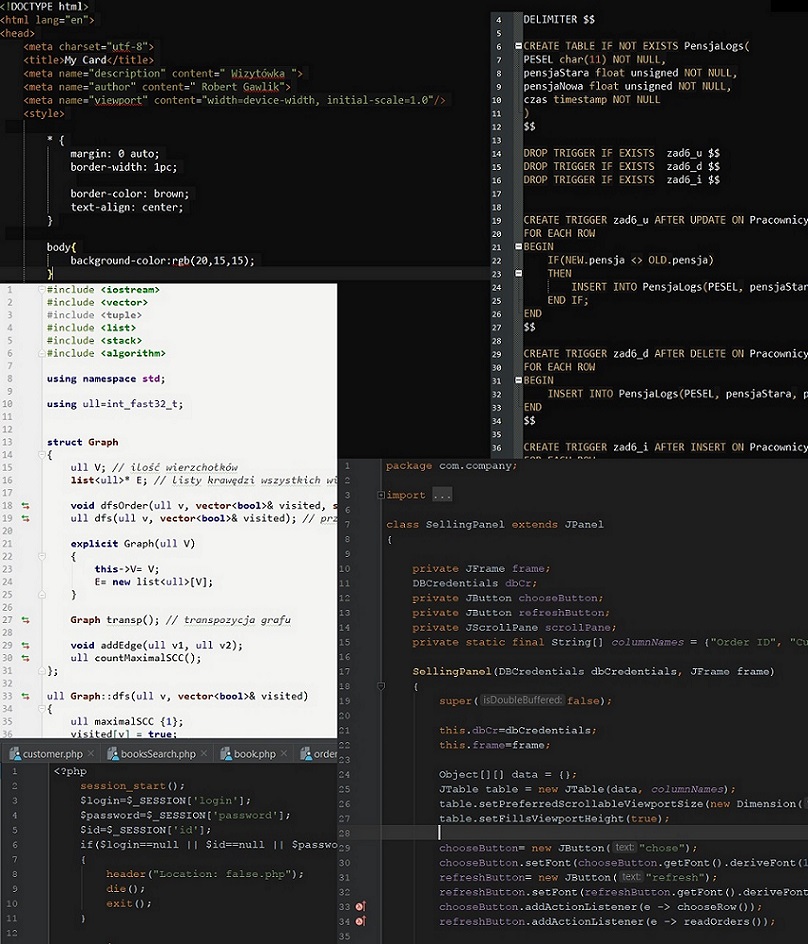 <!DOCTYPE html>
<html lang="en">
<head>
<meta charset="utf-8">
<title>My Card</title>
<meta name="description" content=" Wizytówka ">
<meta name="author" content=" Robert Gawlik">
<meta name="viewport" content="width=device-width, initial-scale=1.0"/>
<style>
* {
margin: 0 auto;
border-width: 1pc;
border-color: brown;
text-align: center;
}
body{
background-color:rgb(20,15,15);
}
4 DELIMITER $$
5
6 CREATE TABLE IF NOT EXISTS PensjaLogs(
7 PESEL char(11) NOT NULL,
8 pensjaStara float unsigned NOT NULL,
9 pensjaNowa float unsigned NOT NULL,
10 czas timestamp NOT NULL
11 )
12 $$
13
14 DROP TRIGGER IF EXISTS  zad6_u $$
15 DROP TRIGGER IF EXISTS  zad6_d $$
16 DROP TRIGGER IF EXISTS  zad6_i $$
17
18
19 CREATE TRIGGER zad6_u AFTER UPDATE ON Pracownicy
20 FOR EACH ROW
21 BEGIN
22 IF(NEW.pensja <> OLD.pensja)
23 THEN
24 INSERT INTO PensjaLogs(PESEL, pensjaStar
25 END IF;
26 END
27 $$
28
29 CREATE TRIGGER zad6_d AFTER DELETE ON Pracownicy
30 FOR EACH ROW
31 BEGIN
32 INSERT INTO PensjaLogs(PESEL, pensjaStara, p
33 END
34 $$
35
36 CREATE TRIGGER zad6_i AFTER INSERT ON Pracownicy
FOR EACH ROW
1 #include <iostream>
2 #include <vector>
3 #include <tuple>
4 #include <list>
5 #include <stack>
6 #include <algorithm>
7
8 using namespace std;
9
10 using ull=int_fast32_t;
11
12
13 struct Graph
14 {
15 ull V; // ilość wierzchołków
16 list<ull>* E; // listy krawędzi wszystkich wi
17
18 void dfsOrder(ull v, vector<bool>& visited, s
19 ull dfs(ull v, vector<bool>& visited); // prz
20
21 explicit Graph(ull V)
22 {
23 this->V= V;
24 E= new list<ull>[V];
25 }
26
27 Graph transp(); // transpozycja grafu
28
29 void addEdge(ull v1, ull v2);
30 ull countMaximalSCC();
31 };
32
33 ull Graph::dfs(ull v, vector<bool>& visited)
34 {
35 ull maximalSCC {1};
36 visited[v] = true;
1 package com.company;
2
3 import ...
6
7 class SellingPanel extends JPanel
8 {
9
10 private JFrame frame;
11 DBCredentials dbCr;
12 private JButton chooseButton;
13 private JButton refreshButton;
14 private JScrollPane scrollPane;
15 private static final String[] columnNames = {"Order ID", "Cu
16
17 SellingPanel(DBCredentials dbCredentials, JFrame frame)
18 {
19 super( isDoubleBuffered: false);
20
21 this.dbCr=dbCredentials;
22 this.frame=frame;
23
24 Object[][] data = {};
25 JTable table = new JTable(data, columnNames);
26 table.setPreferredScrollableViewportSize(new Dimension(
27 table.setFillsViewportHeight(true);
28
29 chooseButton= new JButton( text: "chose");
30 chooseButton.setFont(chooseButton.getFont().deriveFont(1
31 refreshButton= new JButton( text: "refresh");
32 refreshButton.setFont(refreshButton.getFont().deriveFont
33 chooseButton.addActionListener(e -> chooseRow());
34 refreshButton.addActionListener(e -> readOrders());
35
customer.php × booksSearch.php × book.php × order
1 <?php
2 session_start();
3 $login=$_SESSION['login'];
4 $password=$_SESSION['password'];
5 $id=$_SESSION['id'];
6 if($login==null || $id==null || $passwo
7 {
8 header("Location: false.php");
9 die();
10 exit();
11 }
12